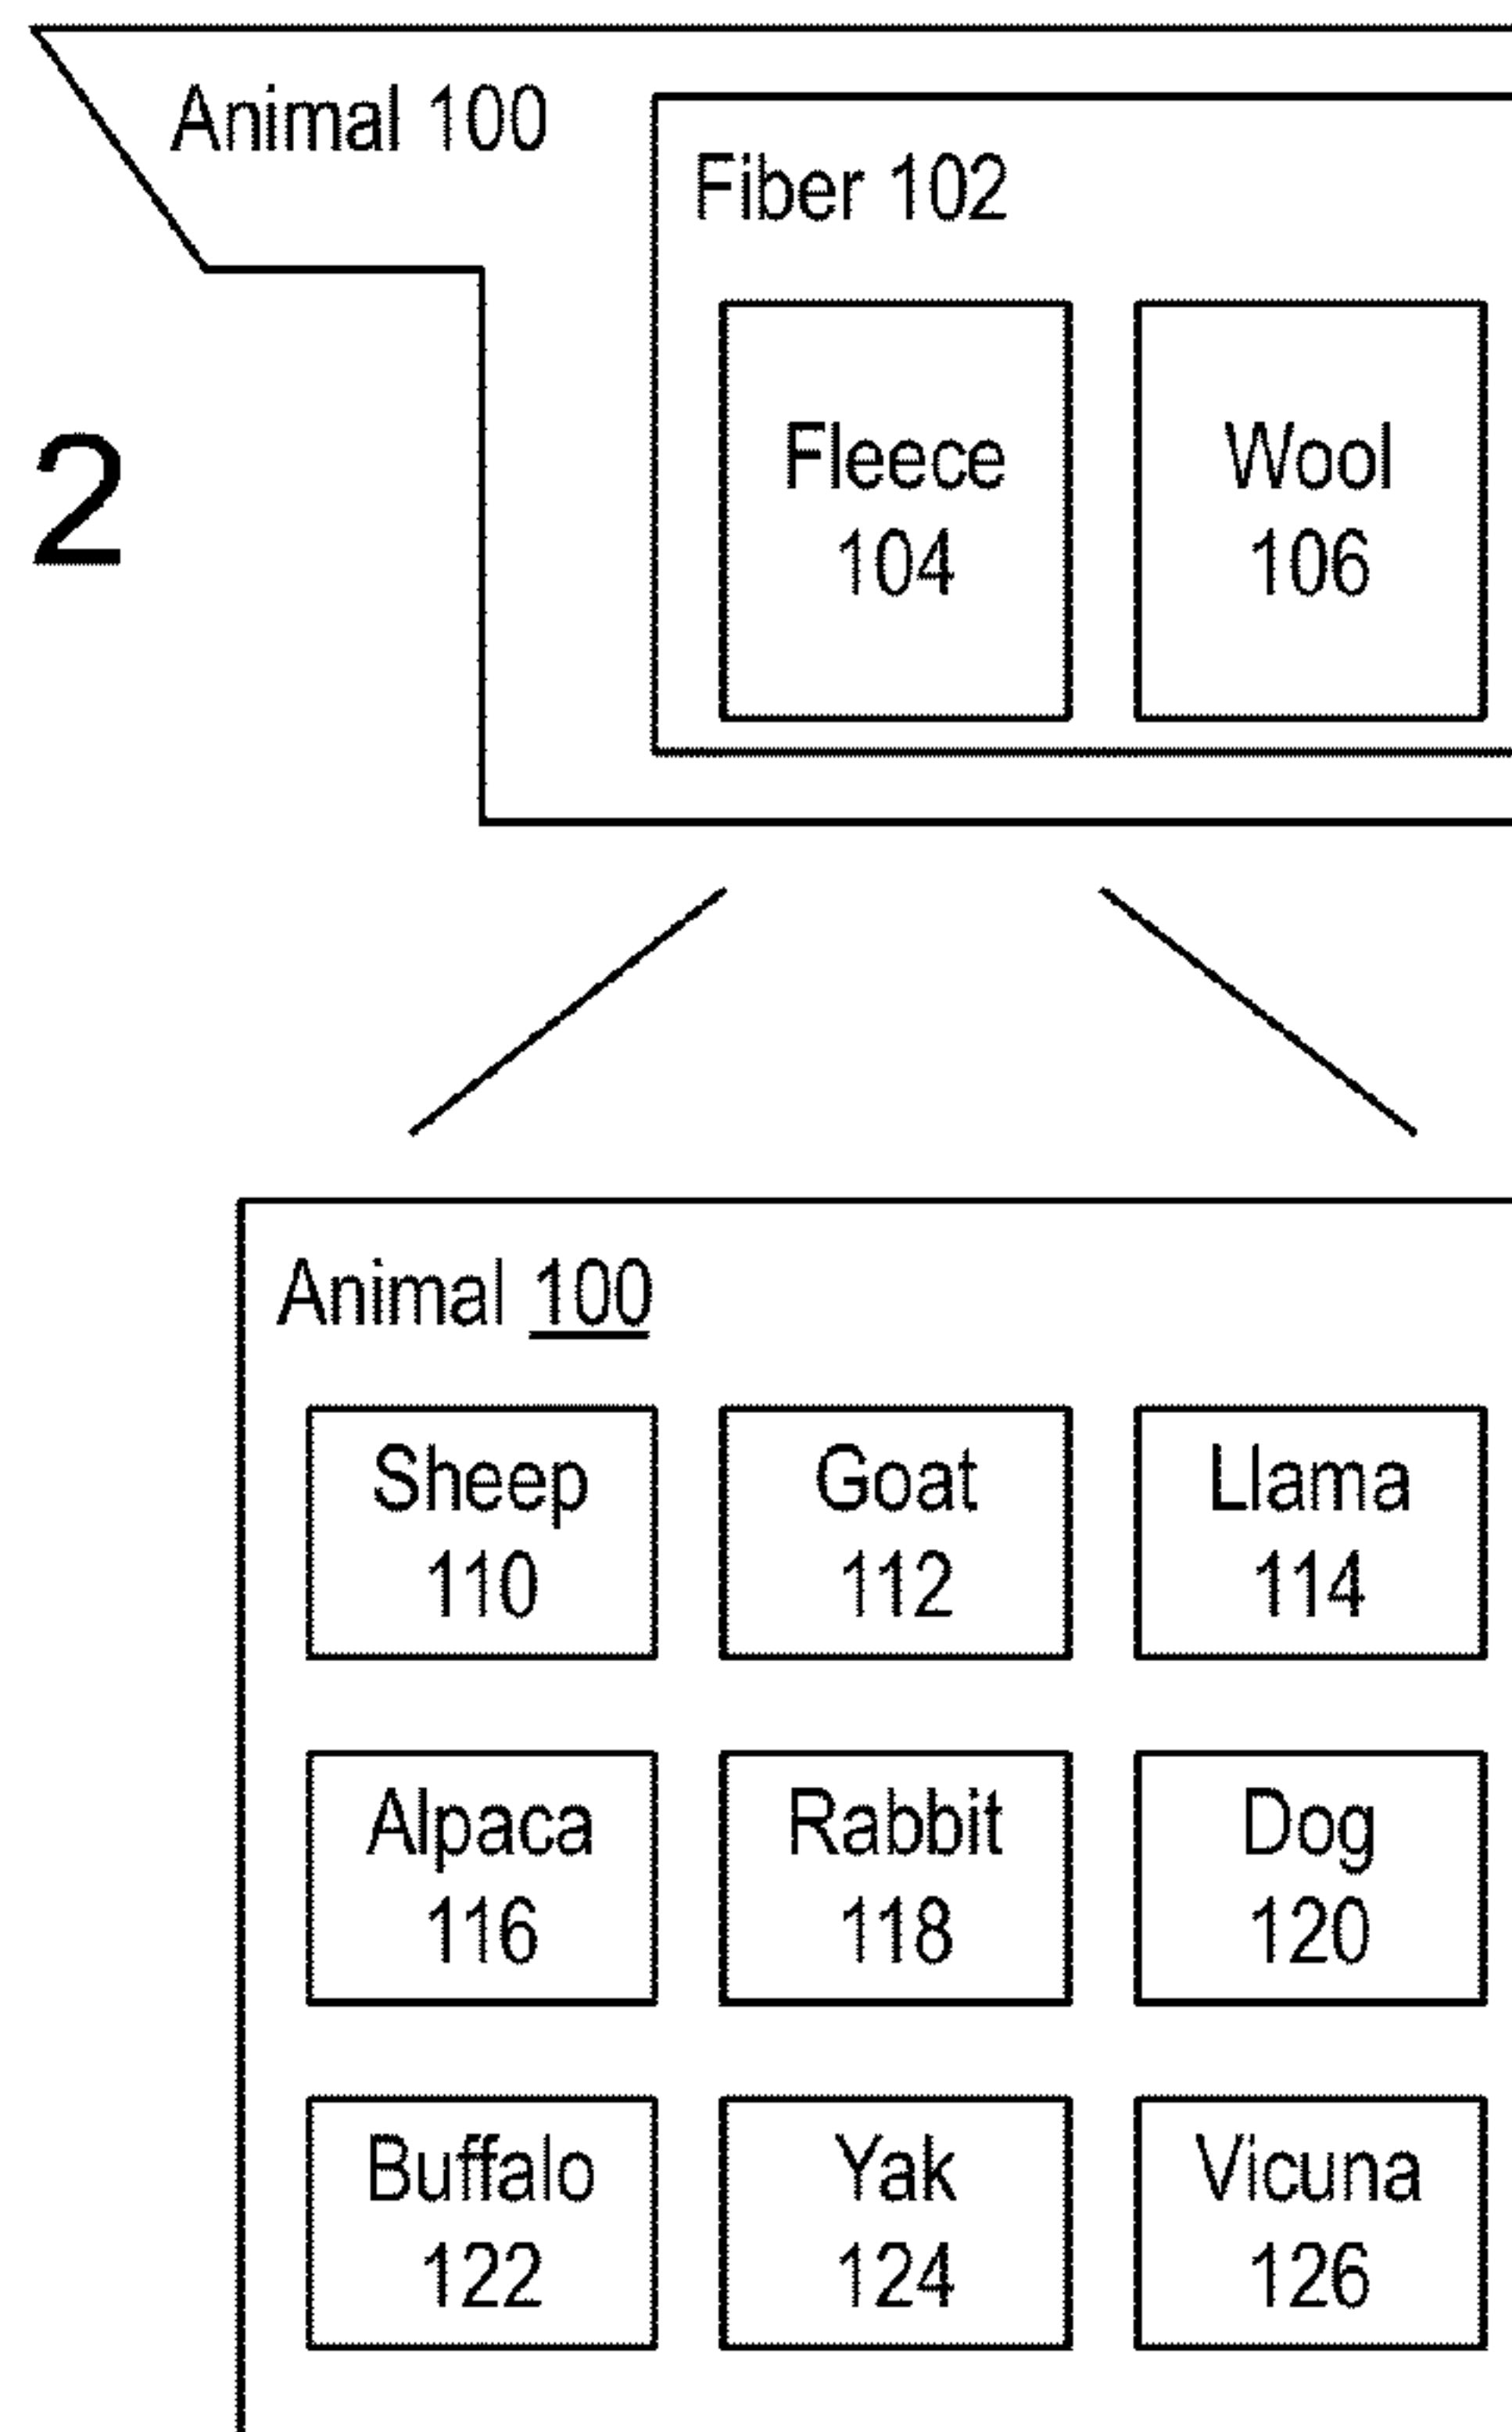 Animal 100
Fiber 102
Fleece
104
Wool
106
2
Animal 100
Sheep
110
Goat
112
Llama
114
Alpaca
116
Rabbit
118
Dog
120
Buffalo
122
Yak
124
Vicuna
126